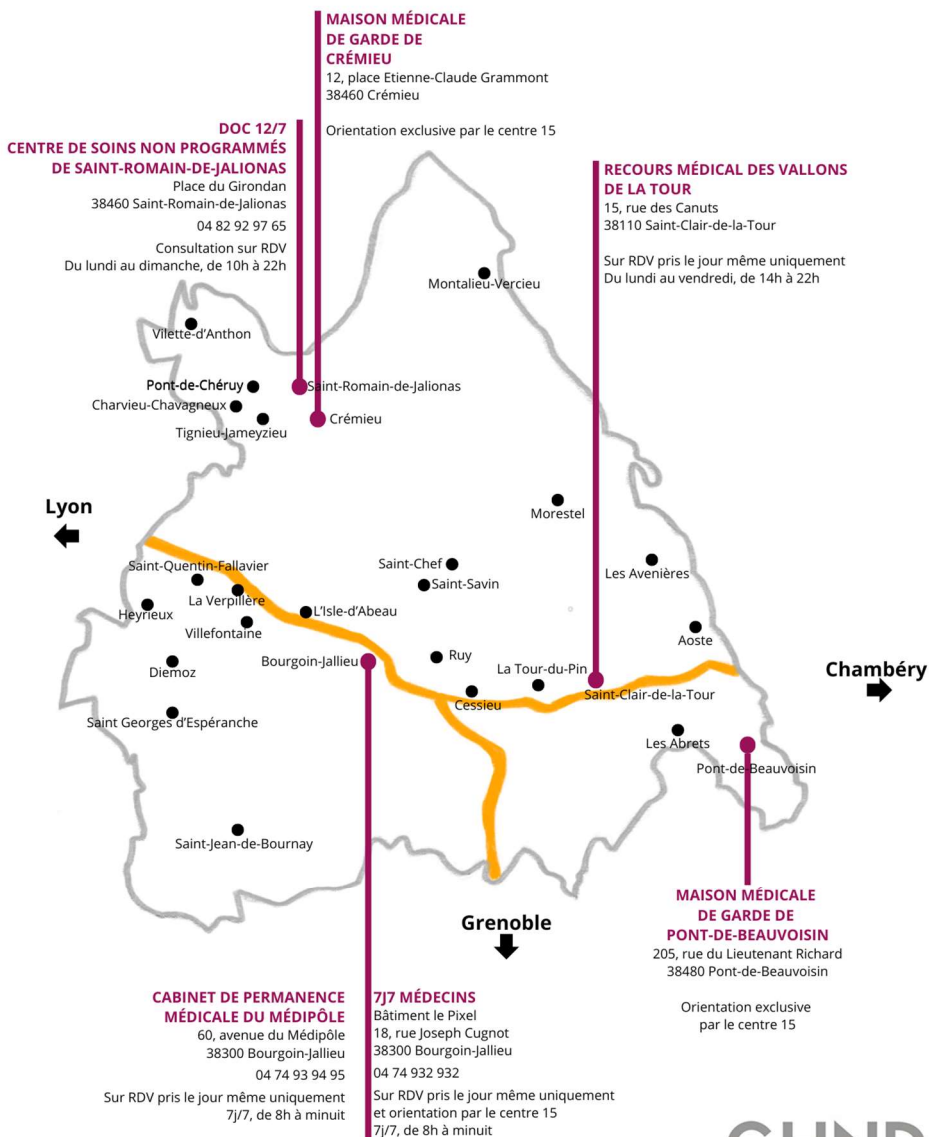 MAISON MÉDICALE
DE GARDE DE
CRÉMIEU
12, place Etienne-Claude Grammont
38460 Crémieu
Orientation exclusive par le centre 15
DOC 12/7
CENTRE DE SOINS NON PROGRAMMÉS
DE SAINT-ROMAIN-DE-JALIONAS
Place du Girondan
38460 Saint-Romain-de-Jalionas
04 82 92 97 65
Consultation sur RDV
Du lundi au dimanche, de 10h à 22h
RECOURS MÉDICAL DES VALLONS
DE LA TOUR
15, rue des Canuts
38110 Saint-Clair-de-la-Tour
Sur RDV pris le jour même uniquement
Du lundi au vendredi, de 14h à 22h
Montalieu-Vercieu
Vilette-d'Anthon
Pont-de-Chéruy
Saint-Romain-de-Jalionas
Charvieu-Chavagneux
Crémieu
Tignieu-Jameyzieu
Lyon
Morestel
Saint-Quentin-Fallavier
Saint-Chef
Les Avenières
Saint-Savin
La Verpillère
Heyrieux
L'Isle-d'Abeau
Villefontaine
Aoste
Bourgoin-Jallieu
Ruy
Diemoz
La Tour-du-Pin
Chambéry
Saint-Clair-de-la-Tour
Cessieu
Saint Georges d'Espéranche
Les Abrets
Pont-de-Beauvoisin
Saint-Jean-de-Bournay
Grenoble
MAISON MÉDICALE
DE GARDE DE
PONT-DE-BEAUVOISIN
205, rue du Lieutenant Richard
38480 Pont-de-Beauvoisin
Orientation exclusive
par le centre 15
CABINET DE PERMANENCE
MÉDICALE DU MÉDIPÔLE
60, avenue du Médipôle
38300 Bourgoin-Jallieu
04 74 93 94 95
Sur RDV pris le jour même uniquement
7j/7, de 8h à minuit
7J7 MÉDECINS
Bâtiment le Pixel
18, rue Joseph Cugnot
38300 Bourgoin-Jallieu
04 74 932 932
Sur RDV pris le jour même uniquement
et orientation par le centre 15
7j/7, de 8h à minuit